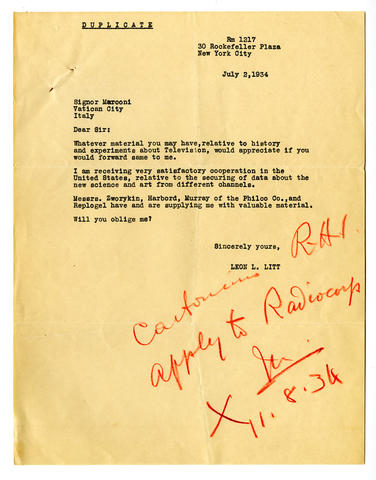 DUPLICATE
Rm 1217
30 Rockefeller Plaza
New York City
July 2, 1934
Signor Marconi
Vatican City
Italy
Dear Sir:
Whatever material you may have, relative to history
and experiments about Television, would appreciate if you
would forward same to me.
I am receiving very satisfactory cooperation in the
United States, relative to the securing of data about the
new science and art from different channels.
Messrs. Zworykin, Harbord, Murray of the Philco Co., and
Replogel have and are supplying me with valuable material.
Will you oblige me?
Sincerely yours,
LEON L. LITT
apply to Radiocorp
X 11.8.34